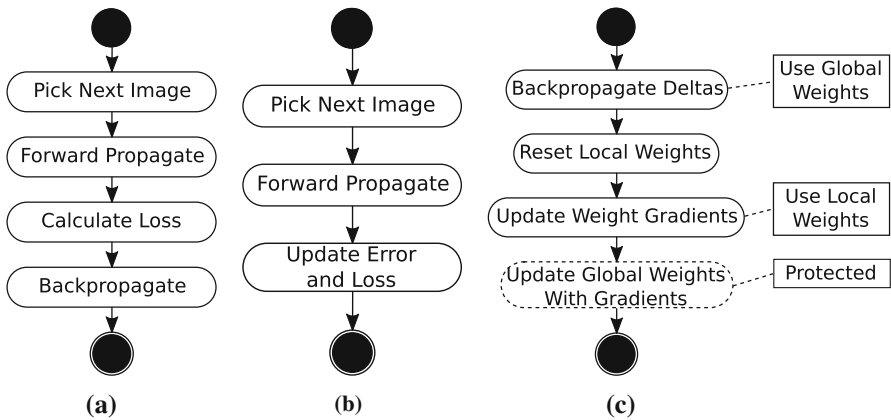 Pick Next Image
Forward Propagate
Calculate Loss
Backpropagate
(a)
Pick Next Image
Forward Propagate
Update Error
and Loss
(b)
Backpropagate Deltas
Use Global
Weights
Reset Local Weights
Update Weight Gradients
Use Local
Weights
Update Global Weights
With Gradients
Protected
(c)